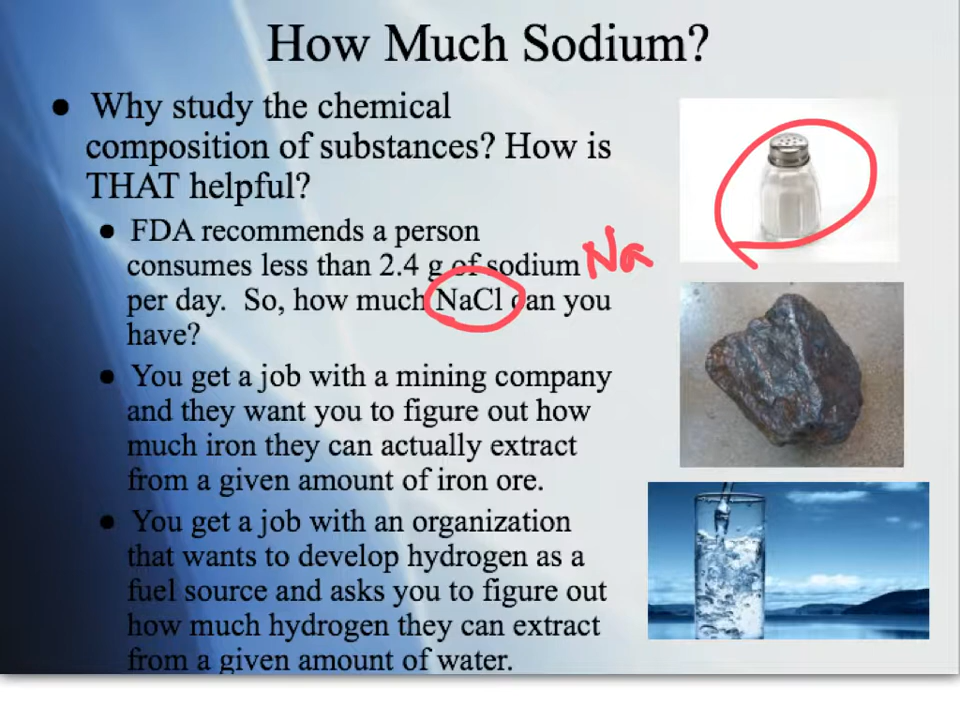 How Much Sodium?
● Why study the chemical
composition of substances? How is
THAT helpful?
● FDA recommends a person
consumes less than 2.4 g of sodium Na
per day. So, how much NaCl can you
have?
● You get a job with a mining company
and they want you to figure out how
much iron they can actually extract
from a given amount of iron ore.
● You get a job with an organization
that wants to develop hydrogen as a
fuel source and asks you to figure out
how much hydrogen they can extract
from a given amount of water.